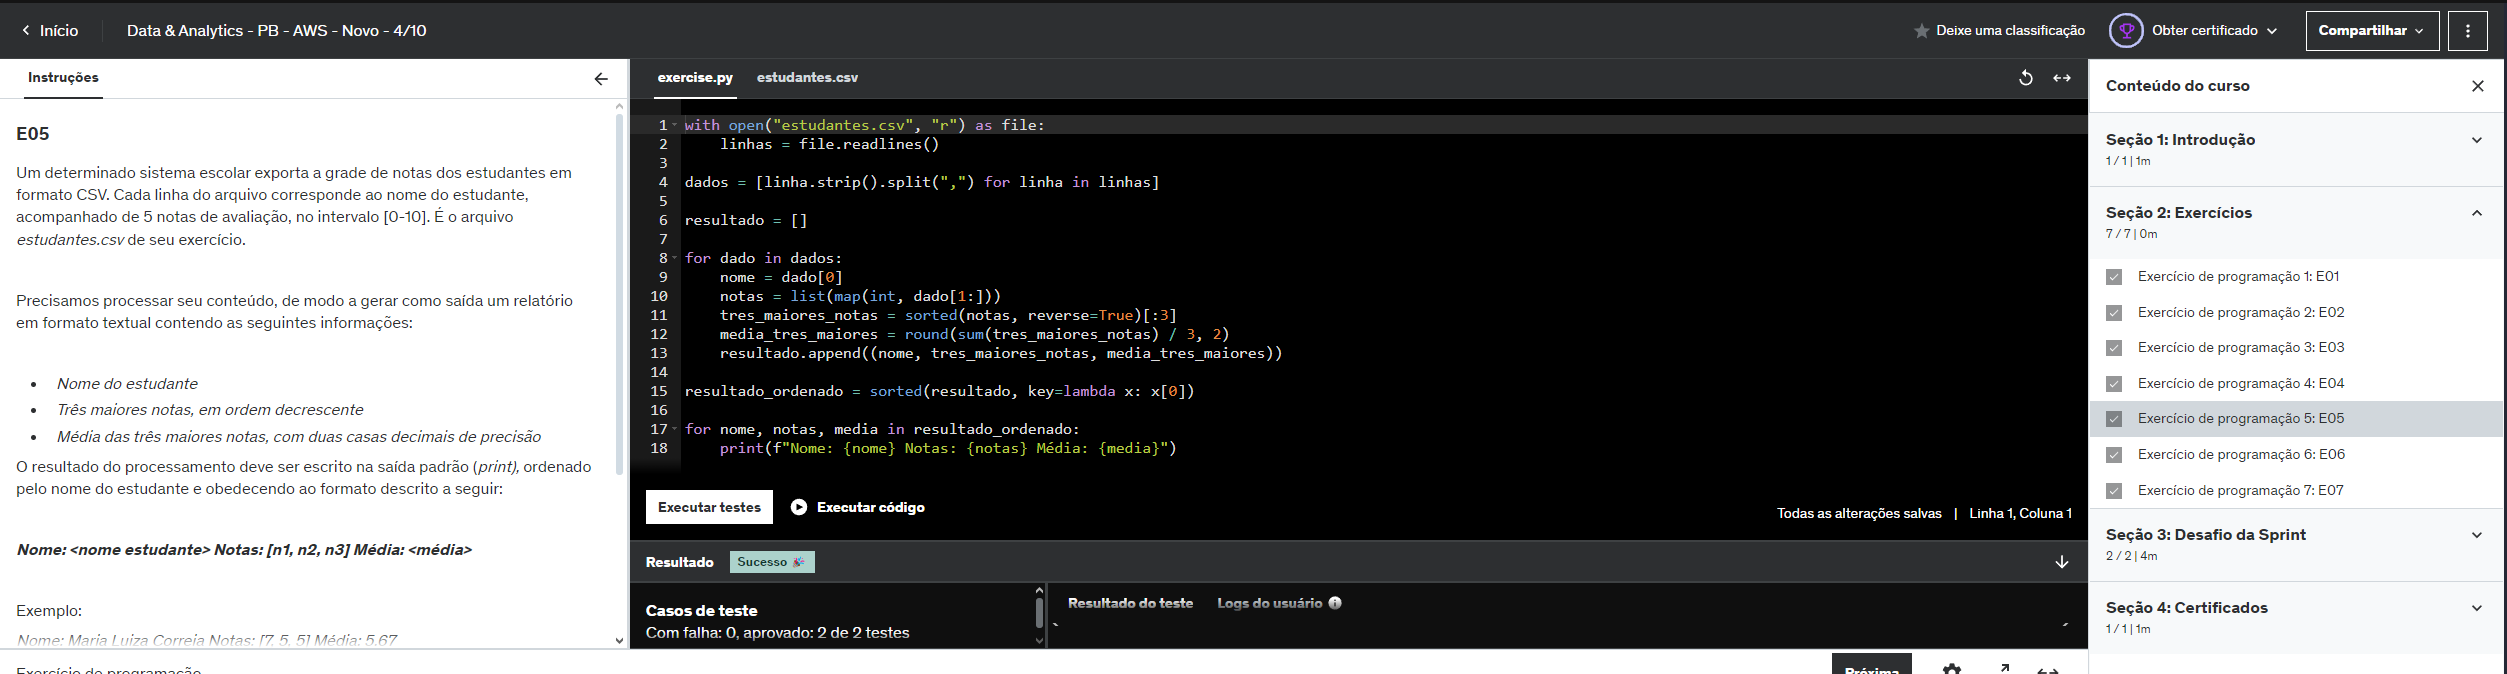 Início
Data & Analytics - PB - AWS - Novo - 4/10
Deixe uma classificação
Obter certificado
Compartilhar
Instruções
E05
Um determinado sistema escolar exporta a grade de notas dos estudantes em
formato CSV. Cada linha do arquivo corresponde ao nome do estudante,
acompanhado de 5 notas de avaliação, no intervalo [0-10]. É o arquivo
estudantes.csv de seu exercício.
Precisamos processar seu conteúdo, de modo a gerar como saída um relatório
em formato textual contendo as seguintes informações:
• Nome do estudante
• Três maiores notas, em ordem decrescente
• Média das três maiores notas, com duas casas decimais de precisão
O resultado do processamento deve ser escrito na saída padrão (print), ordenado
pelo nome do estudante e obedecendo ao formato descrito a seguir:
Nome: <nome estudante> Notas: [n1, n2, n3] Média: <média>
Exemplo:
Nome: Maria Luiza Correia Notas: [7, 5, 5] Média: 5,67
Exercício de programação
exercise.py
estudantes.csv
1 with open("estudantes.csv", "r") as file:
2     linhas = file.readlines()
3
4 dados = [linha.strip().split(",") for linha in linhas]
5
6 resultado = []
7
8 for dado in dados:
9     nome = dado[0]
10     notas = list(map(int, dado[1:]))
11     tres_maiores_notas = sorted(notas, reverse=True)[:3]
12     media_tres_maiores = round(sum(tres_maiores_notas) / 3, 2)
13     resultado.append((nome, tres_maiores_notas, media_tres_maiores))
14
15 resultado_ordenado = sorted(resultado, key=lambda x: x[0])
16
17 for nome, notas, media in resultado_ordenado:
18     print(f"Nome: {nome} Notas: {notas} Média: {media}")
Executar testes
Executar código
Todas as alterações salvas | Linha 1, Coluna 1
Resultado
Sucesso 🎉
Casos de teste
Com falha: 0, aprovado: 2 de 2 testes
Resultado do teste
Logs do usuário
Próxima
Conteúdo do curso
Seção 1: Introdução
1 / 1 | 1m
Seção 2: Exercícios
7 / 7 | 0m
Exercício de programação 1: E01
Exercício de programação 2: E02
Exercício de programação 3: E03
Exercício de programação 4: E04
Exercício de programação 5: E05
Exercício de programação 6: E06
Exercício de programação 7: E07
Seção 3: Desafio da Sprint
2 / 2 | 4m
Seção 4: Certificados
1 / 1 | 1m